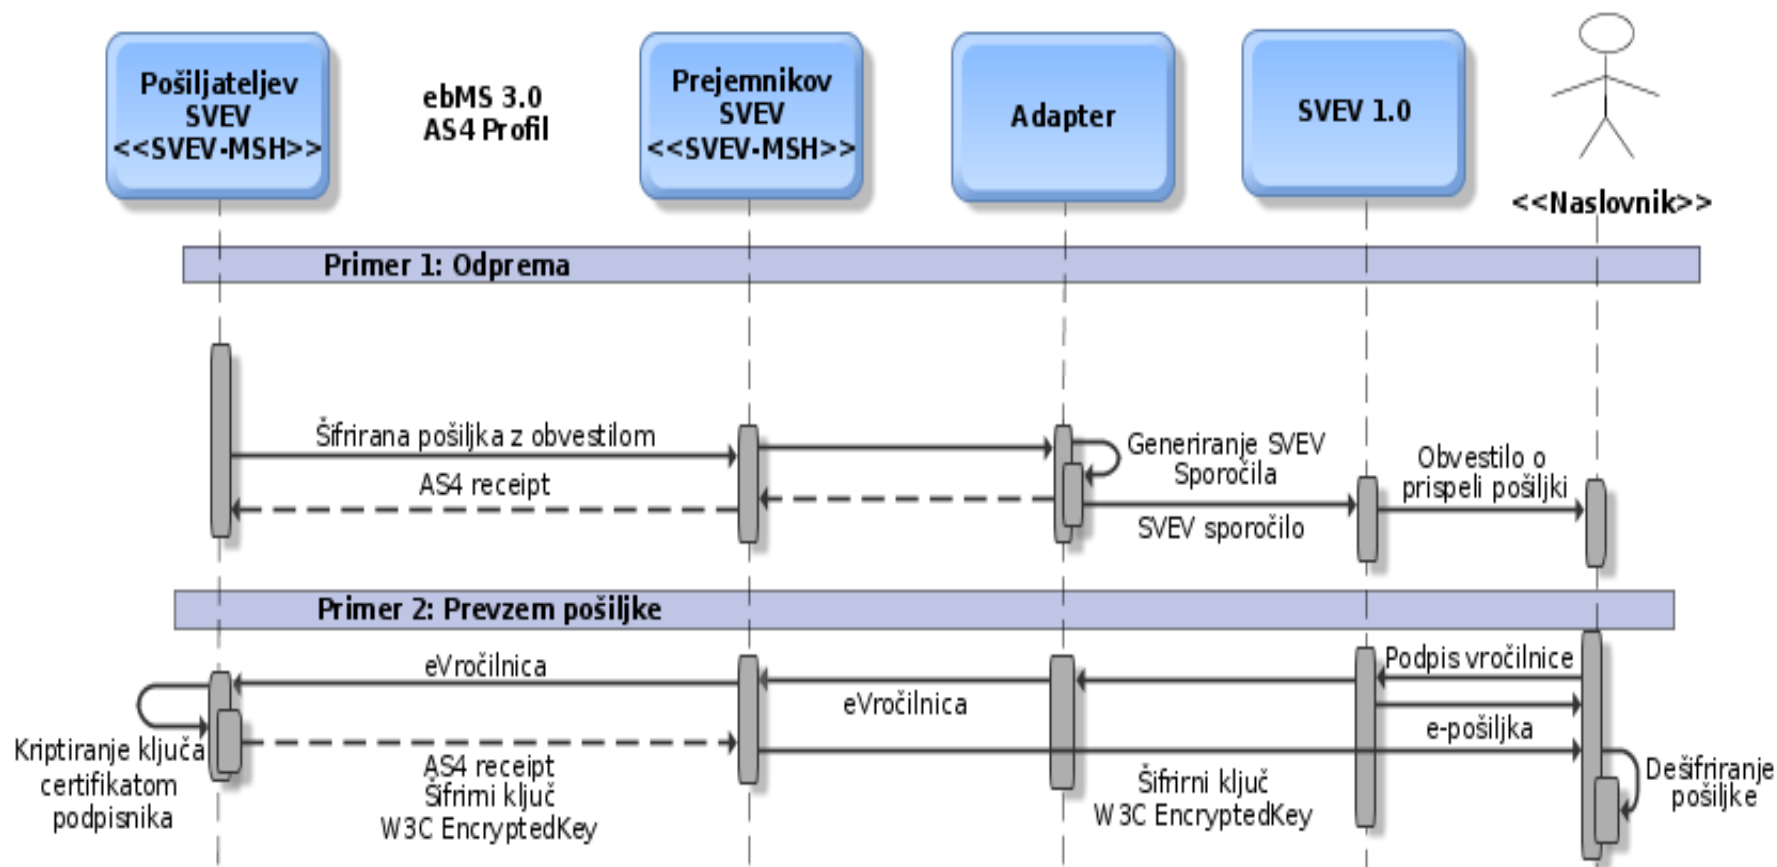 Pošiljateljev
SVEV
<<SVEV-MSH>>
ebMS 3.0
AS4 Profil
Prejemnikov
SVEV
<<SVEV-MSH>>
Adapter
SVEV 1.0
<<Naslovnik>>
Primer 1: Odprema
Šifrirana pošiljka z obvestilom
AS4 receipt
Generiranje SVEV
Sporočila
SVEV sporočilo
Obvestilo o
prispeli pošiljki
Primer 2: Prevzem pošiljke
eVročilnica
eVročilnica
Podpis vročilnice
e-pošiljka
Kriptiranje ključa
certifikatom
podpisnika
AS4 receipt
Šifrirni ključ
W3C EncryptedKey
Šifrirni ključ
W3C EncryptedKey
Dešifriranje
pošiljke